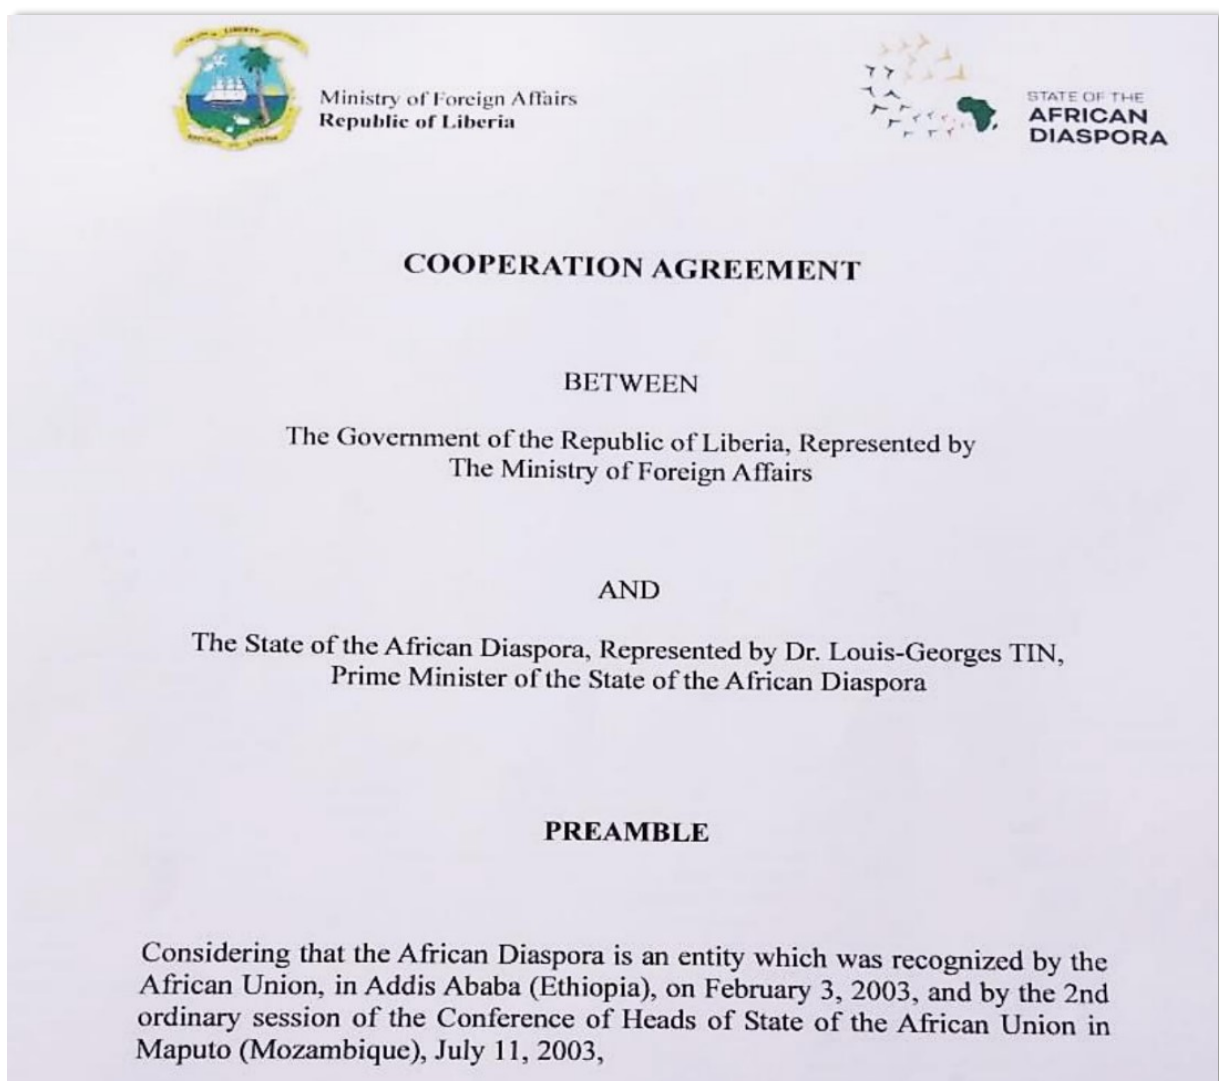 Ministry of Foreign Affairs
Republic of Liberia
STATE OF THE
AFRICAN
DIASPORA
COOPERATION AGREEMENT
BETWEEN
The Government of the Republic of Liberia, Represented by
The Ministry of Foreign Affairs
AND
The State of the African Diaspora, Represented by Dr. Louis-Georges TIN,
Prime Minister of the State of the African Diaspora
PREAMBLE
Considering that the African Diaspora is an entity which was recognized by the
African Union, in Addis Ababa (Ethiopia), on February 3, 2003, and by the 2nd
ordinary session of the Conference of Heads of State of the African Union in
Maputo (Mozambique), July 11, 2003,